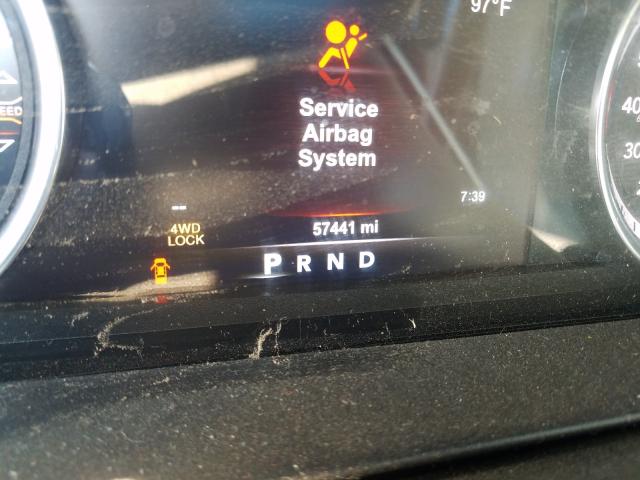 97°F
Service
Airbag
System
7:39
--
4WD
LOCK
57441 mi
P R N D
40
30